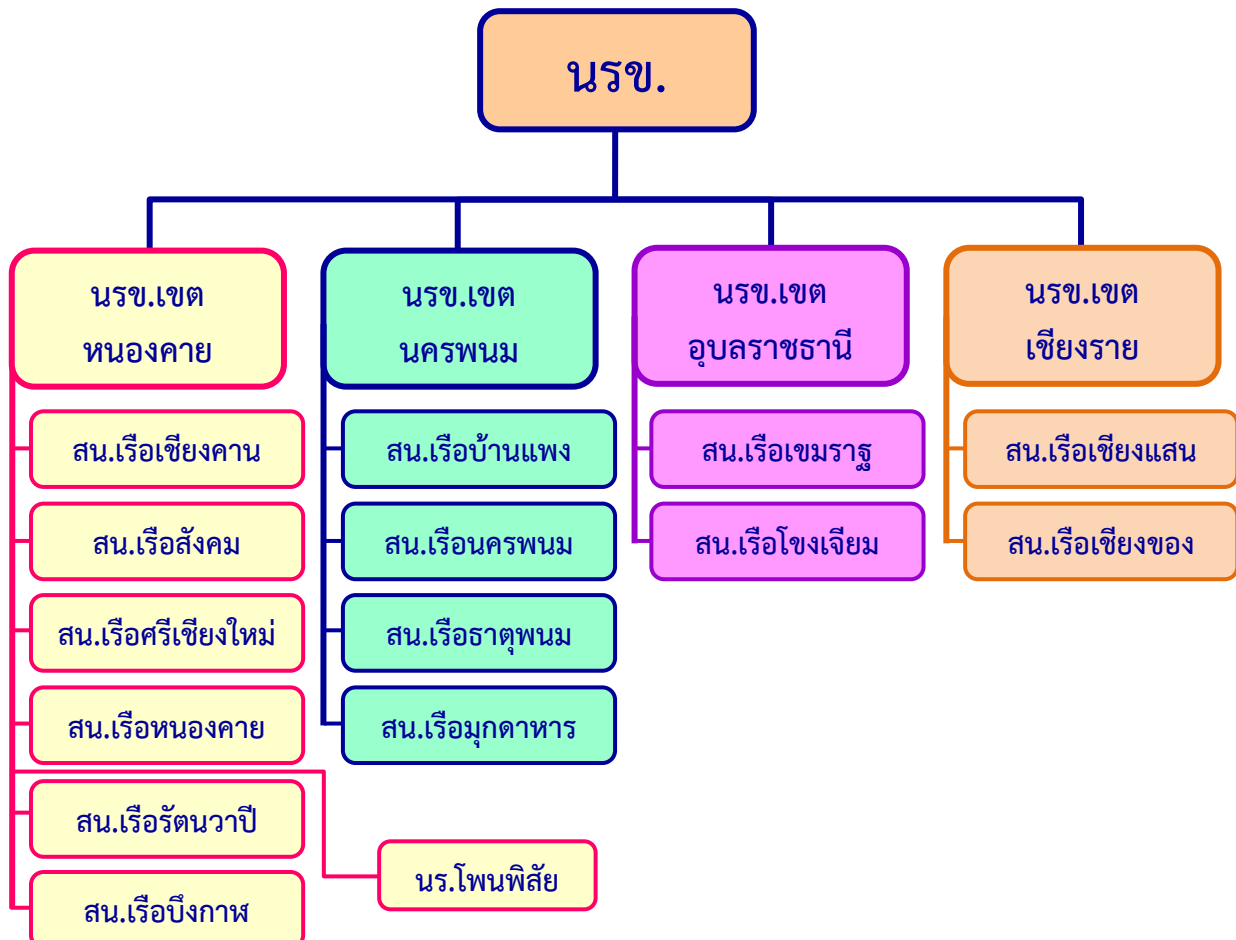 นรข.
นรข.เขต
หนองคาย
สน.เรือเชียงคาน
สน.เรือสังคม
สน.เรือศรีเชียงใหม่
สน.เรือหนองคาย
สน.เรือรัตนวาปี
สน.เรือบึงกาฬ
นร.โพนพิสัย
นรข.เขต
นครพนม
สน.เรือบ้านแพง
สน.เรือนครพนม
สน.เรือธาตุพนม
สน.เรือมุกดาหาร
นรข.เขต
อุบลราชธานี
สน.เรือเขมราฐ
สน.เรือโขงเจียม
นรข.เขต
เชียงราย
สน.เรือเชียงแสน
สน.เรือเชียงของ